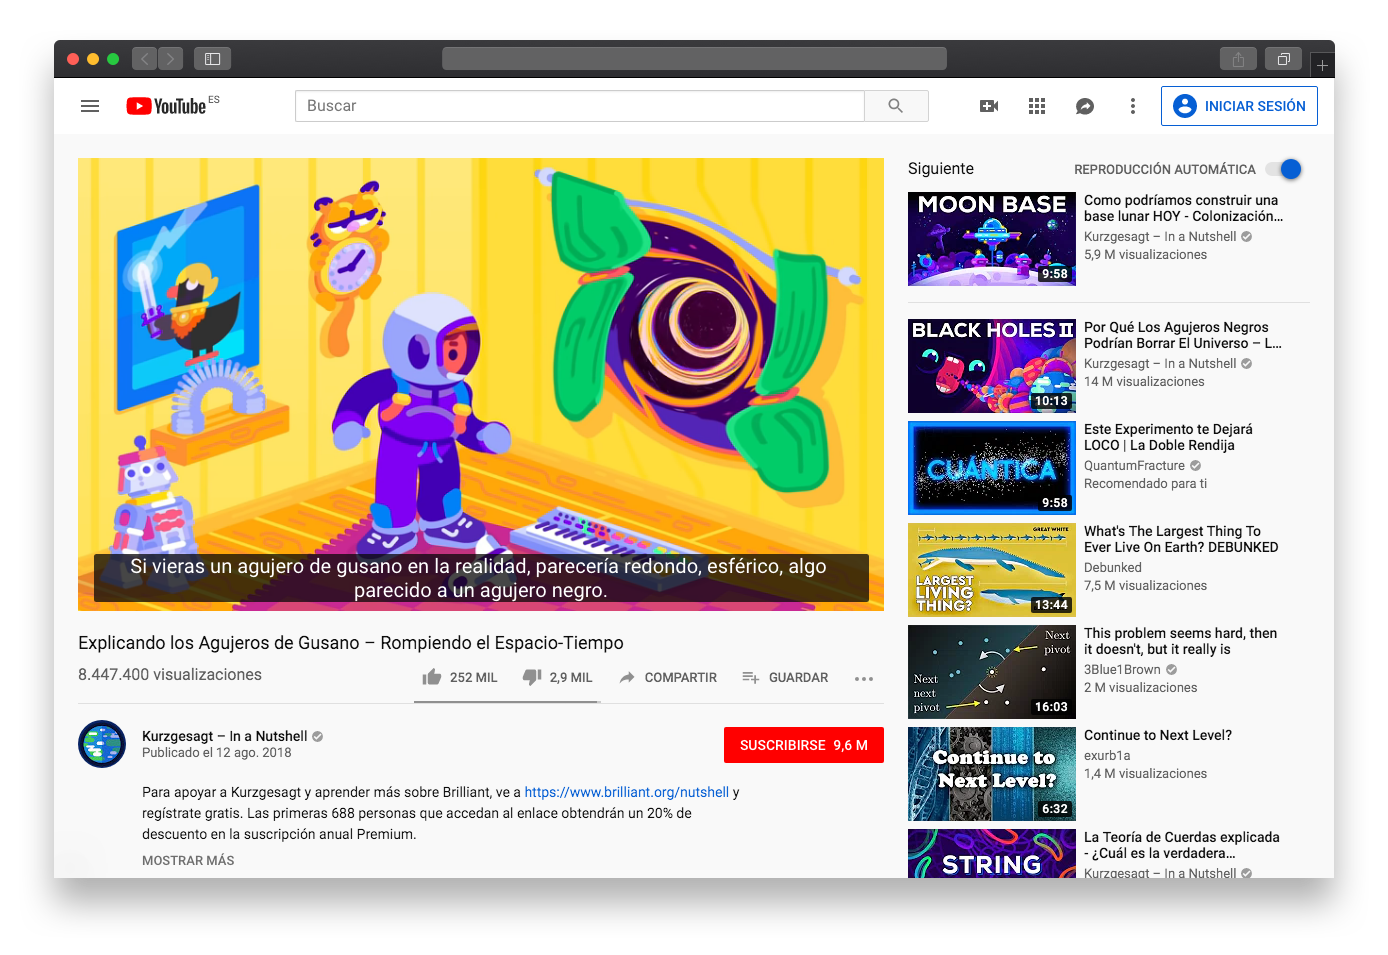 YouTube ES
Buscar
INICIAR SESIÓN
Si vieras un agujero de gusano en la realidad, parecería redondo, esférico, algo
parecido a un agujero negro.
Explicando los Agujeros de Gusano – Rompiendo el Espacio-Tiempo
8.447.400 visualizaciones
252 MIL
2,9 MIL
COMPARTIR
GUARDAR
Kurzgesagt – In a Nutshell
Publicado el 12 ago. 2018
SUSCRIBIRSE 9,6 M
Para apoyar a Kurzgesagt y aprender más sobre Brilliant, ve a https://www.brilliant.org/nutshell y
regístrate gratis. Las primeras 688 personas que accedan al enlace obtendrán un 20% de
descuento en la suscripción anual Premium.
MOSTRAR MÁS
Siguiente
REPRODUCCIÓN AUTOMÁTICA
MOON BASE
9:58
Como podríamos construir una
base lunar HOY - Colonización...
Kurzgesagt – In a Nutshell
5,9 M visualizaciones
BLACK HOLES II
10:13
Por Qué Los Agujeros Negros
Podrían Borrar El Universo – L...
Kurzgesagt – In a Nutshell
14 M visualizaciones
CUÁNTICA
9:58
Este Experimento te Dejará
LOCO | La Doble Rendija
QuantumFracture
Recomendado para ti
GREAT WHITE
LARGEST
LIVING
THING?
13:44
What's The Largest Thing To
Ever Live On Earth? DEBUNKED
Debunked
7,5 M visualizaciones
Next
pivot
Next
next
pivot
16:03
This problem seems hard, then
it doesn't, but it really is
3Blue1Brown
2 M visualizaciones
Continue to
Next Level?
6:32
Continue to Next Level?
exurb1a
1,4 M visualizaciones
STRING
La Teoría de Cuerdas explicada
- ¿Cuál es la verdadera...
Kurzgesagt – In a Nutshell